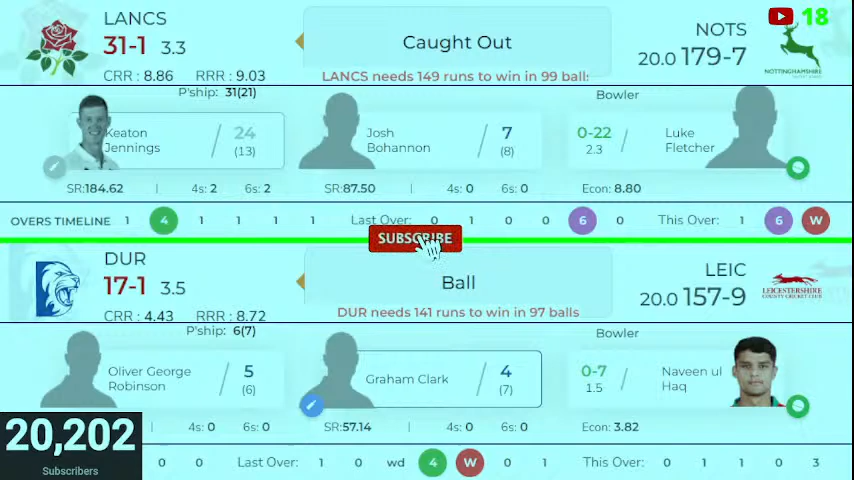 LANCS
31-1 3.3
CRR : 8.86 RRR : 9.03
Caught Out
LANCS needs 149 runs to win in 99 ball:
18
NOTS
20.0 179-7
NOTTINGHAMSHIRE
P'ship: 31(21)
Bowler
Keaton Jennings
24
(13)
Josh Bohannon
7
(8)
0-22
2.3
Luke Fletcher
SR:184.62 | 4s: 2 6s: 2
SR:87.50 | 4s: 0 6s: 0
Econ: 8.80
OVERS TIMELINE 1 4 1 1 1 1 Last Over: 0 1 0 0 6 0 This Over: 1 6 W
SUBSCRIBE
DUR
17-1 3.5
CRR : 4.43 RRR : 8.72
Ball
DUR needs 141 runs to win in 97 balls
LEIC
20.0 157-9
LEICESTERSHIRE
COUNTY CRICKET CLUB
P'ship: 6(7)
Bowler
Oliver George Robinson
5
(6)
Graham Clark
4
(7)
0-7
1.5
Naveen ul Haq
4s: 0 6s: 0
SR:57.14 | 4s: 0 6s: 0
Econ: 3.82
20,202
Subscribers
0 0 Last Over: 1 0 wd 4 W 0 1 This Over: 0 1 1 0 3